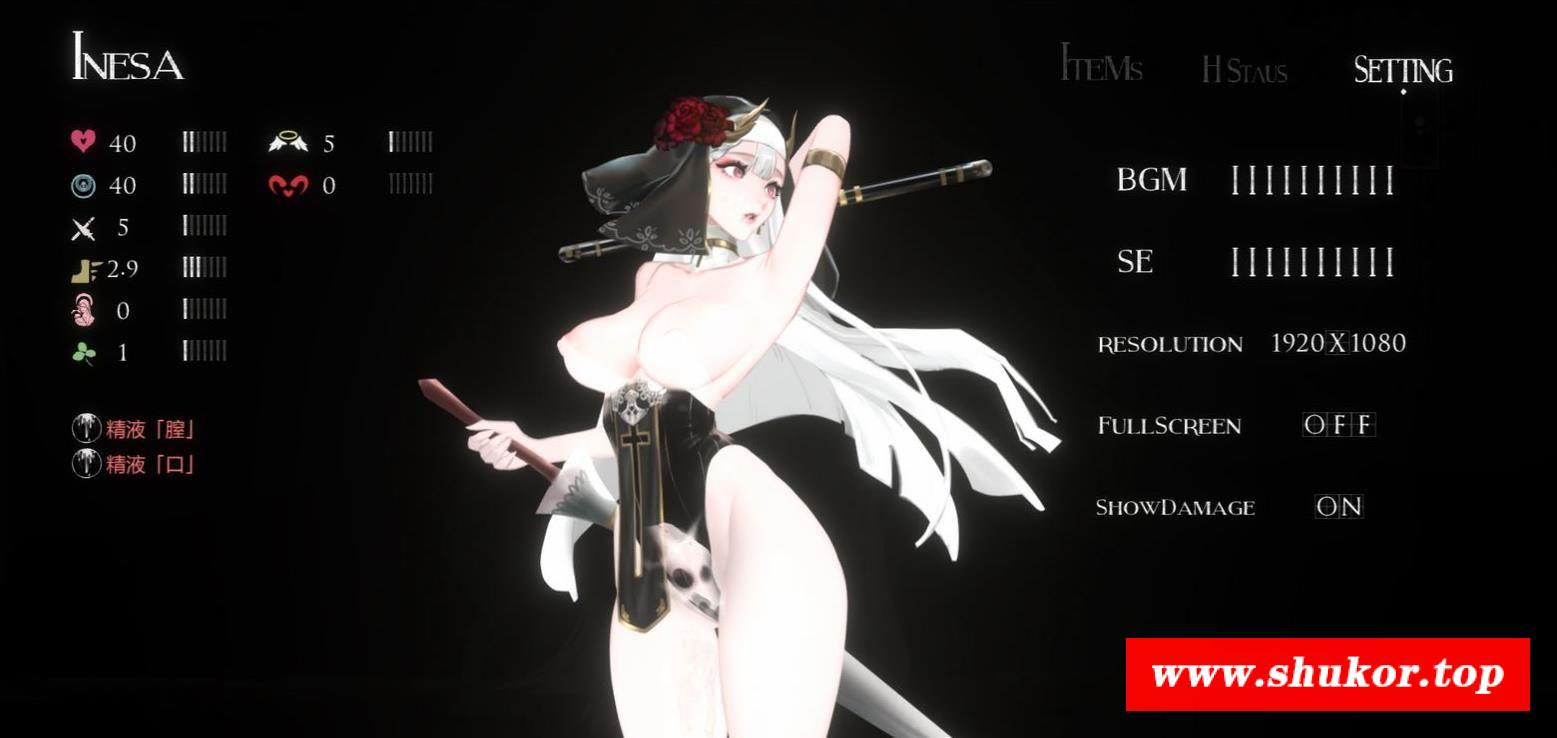 INESA
ITEMS H STAUS SETTING
40 5
40 0
5
2.9
0
1
精液「膣」
精液「口」
BGM
SE
RESOLUTION 1920X1080
FULLSCREEN OFF
SHOWDAMAGE ON
www.shukor.top